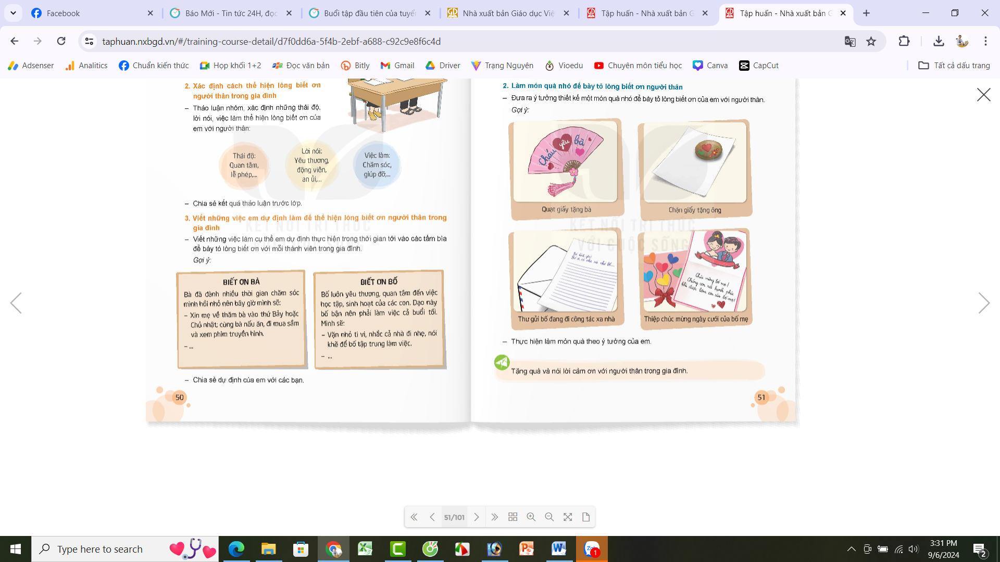 Facebook
Báo Mới - Tin tức 24H, đọc
Buổi tập đầu tiên của tuyển
Nhà xuất bản Giáo dục Việ
Tập huấn - Nhà xuất bản G
Tập huấn - Nhà xuất bản G
taphuan.nxbgd.vn/#/training-course-detail/d7f0dd6a-5f4b-2ebf-a688-c92c9e8f6c4d
Adsenser
Analitics
Chuẩn kiến thức
Họp khối 1+2
Đọc văn bản
Bitly
Gmail
Driver
Trạng Nguyên
Vioedu
Chuyên môn tiểu học
Canva
CapCut
Tất cả dấu trang
2. Xác định cách thể hiện lòng biết ơn
người thân trong gia đình
– Thảo luận nhóm, xác định những thái độ,
lời nói, việc làm thể hiện lòng biết ơn của
em với người thân:
Thái độ:
Quan tâm,
lễ phép,...
Lời nói:
Yêu thương,
động viên,
an ủi,...
Việc làm:
Chăm sóc,
giúp đỡ,...
– Chia sẻ kết quả thảo luận trước lớp.
3. Viết những việc em dự định làm để thể hiện lòng biết ơn người thân trong
gia đình
– Viết những việc làm cụ thể em dự định thực hiện trong thời gian tới vào các tấm bìa
để bày tỏ lòng biết ơn với mỗi thành viên trong gia đình.
Gợi ý:
BIẾT ƠN BÀ
Bà đã dành nhiều thời gian chăm sóc
mình hồi nhỏ nên bây giờ mình sẽ:
– Xin mẹ về thăm bà vào thứ Bảy hoặc
Chủ nhật; cùng bà nấu ăn, đi mua sắm
và xem phim truyền hình.
– ...
BIẾT ƠN BỐ
Bố luôn yêu thương, quan tâm đến việc
học tập, sinh hoạt của các con. Dạo này
bố bận nên phải làm việc cả buổi tối.
Mình sẽ:
– Vặn nhỏ ti vi, nhắc cả nhà đi nhẹ, nói
khẽ để bố tập trung làm việc.
– ...
– Chia sẻ dự định của em với các bạn.
50
KẾT NỐI TRI THỨC
2. Làm món quà nhỏ để bày tỏ lòng biết ơn người thân
– Đưa ra ý tưởng thiết kế một món quà nhỏ để bày tỏ lòng biết ơn của em với người thân.
Gợi ý:
Cháu yêu bà
Quạt giấy tặng bà
Chặn giấy tặng ông
KẾT NỐI TRI THỨC
VỚI CUỘC SỐNG
Thư gửi bố đang đi công tác xa nhà
Chúc mừng bố mẹ!
Chúng con rất hạnh phúc
khi được làm con của bố mẹ!
Thiệp chúc mừng ngày cưới của bố mẹ
– Thực hiện làm món quà theo ý tưởng của em.
Tặng quà và nói lời cảm ơn với người thân trong gia đình.
51
51/101
Type here to search
3:31 PM
9/6/2024
1
2